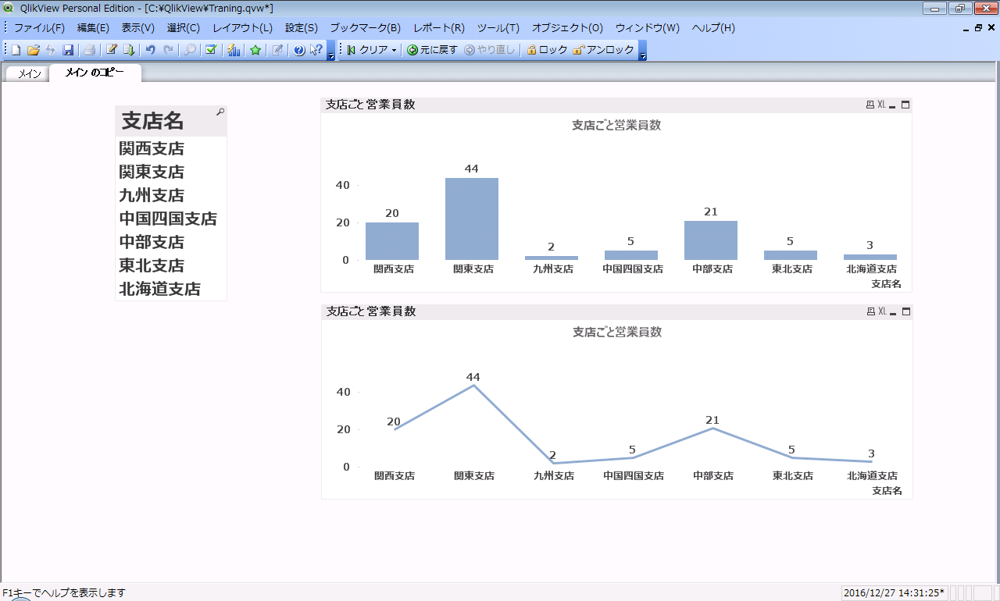 QlikView Personal Edition - [C:¥QlikView¥Traning.qvw*]
ファイル(F) 編集(E) 表示(V) 選択(C) レイアウト(L) 設定(S) ブックマーク(B) レポート(R) ツール(T) オブジェクト(O) ウィンドウ(W) ヘルプ(H)
クリア 元に戻す やり直し ロック アンロック
メイン メイン のコピー
支店名
関西支店
関東支店
九州支店
中国四国支店
中部支店
東北支店
北海道支店
支店ごと営業員数 XL
支店ごと営業員数
44
40
20
21
20
5
5
2
3
0
関西支店 関東支店 九州支店 中国四国支店 中部支店 東北支店 北海道支店
支店名
支店ごと営業員数 XL
支店ごと営業員数
44
40
20
21
20
2
5
5
3
0
関西支店 関東支店 九州支店 中国四国支店 中部支店 東北支店 北海道支店
支店名
F1キーでヘルプを表示します 2016/12/27 14:31:25*